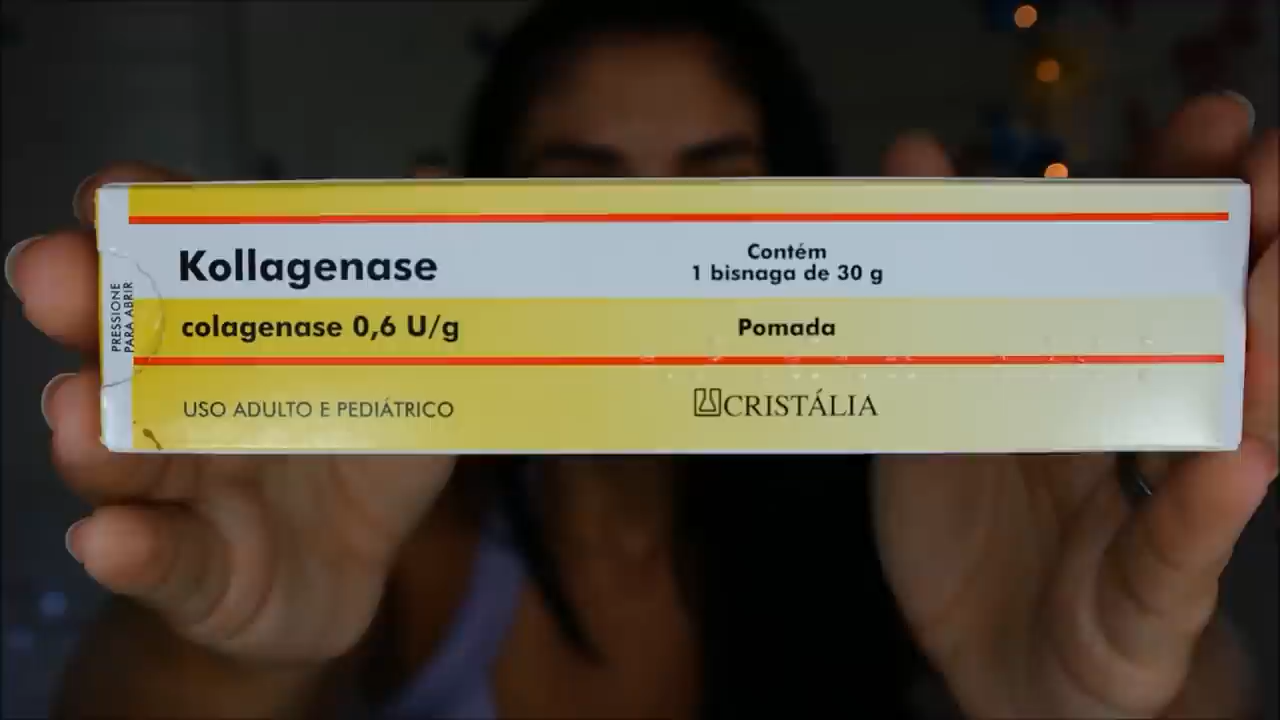 Kollagenase
Contém
1 bisnaga de 30 g
colagenase 0,6 U/g
Pomada
USO ADULTO E PEDIÁTRICO
CRISTÁLIA
PRESSIONE
PARA ABRIR